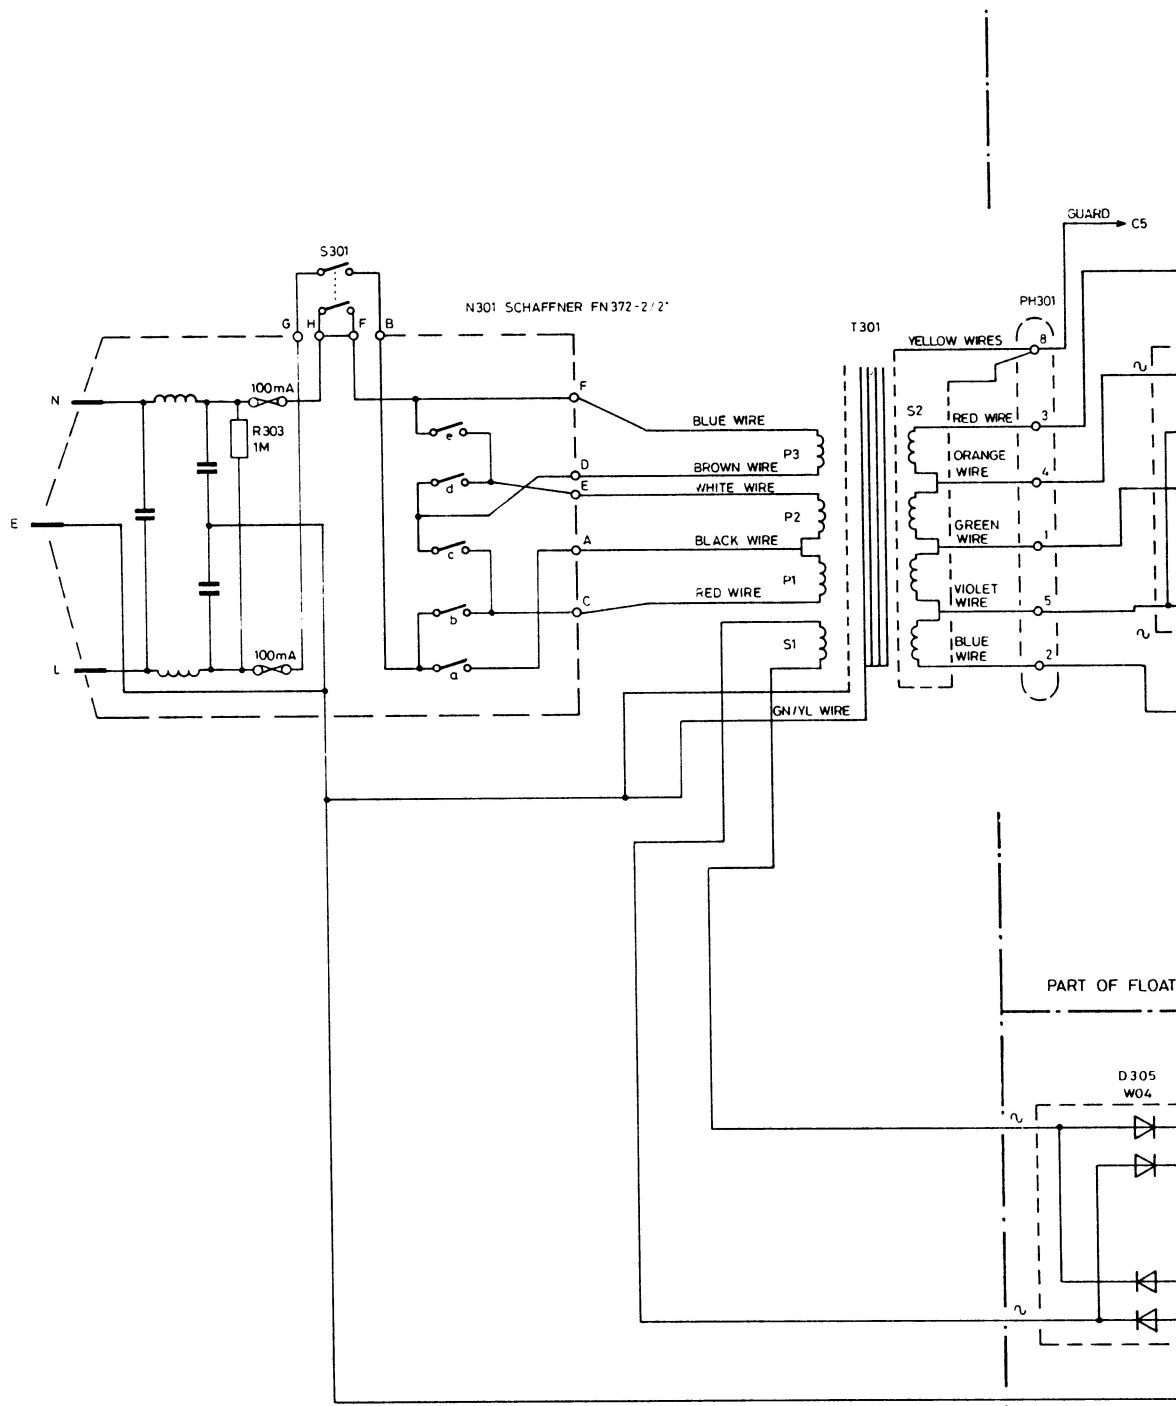 GUARD
C5
S301
N301 SCHAFFNER FN372-2/2"
PH301
G
H
F
B
T301
YELLOW WIRES
8
∿
N
100mA
F
R303
1M
e
BLUE WIRE
S2
RED WIRE
3
P3
ORANGE
WIRE
4
D
BROWN WIRE
d
E
WHITE WIRE
E
P2
GREEN
WIRE
1
A
BLACK WIRE
c
P1
RED WIRE
VIOLET
WIRE
5
C
b
∿
S1
BLUE
WIRE
2
L
100mA
a
GN/YL WIRE
PART OF FLOAT
D305
W04
∿
∿